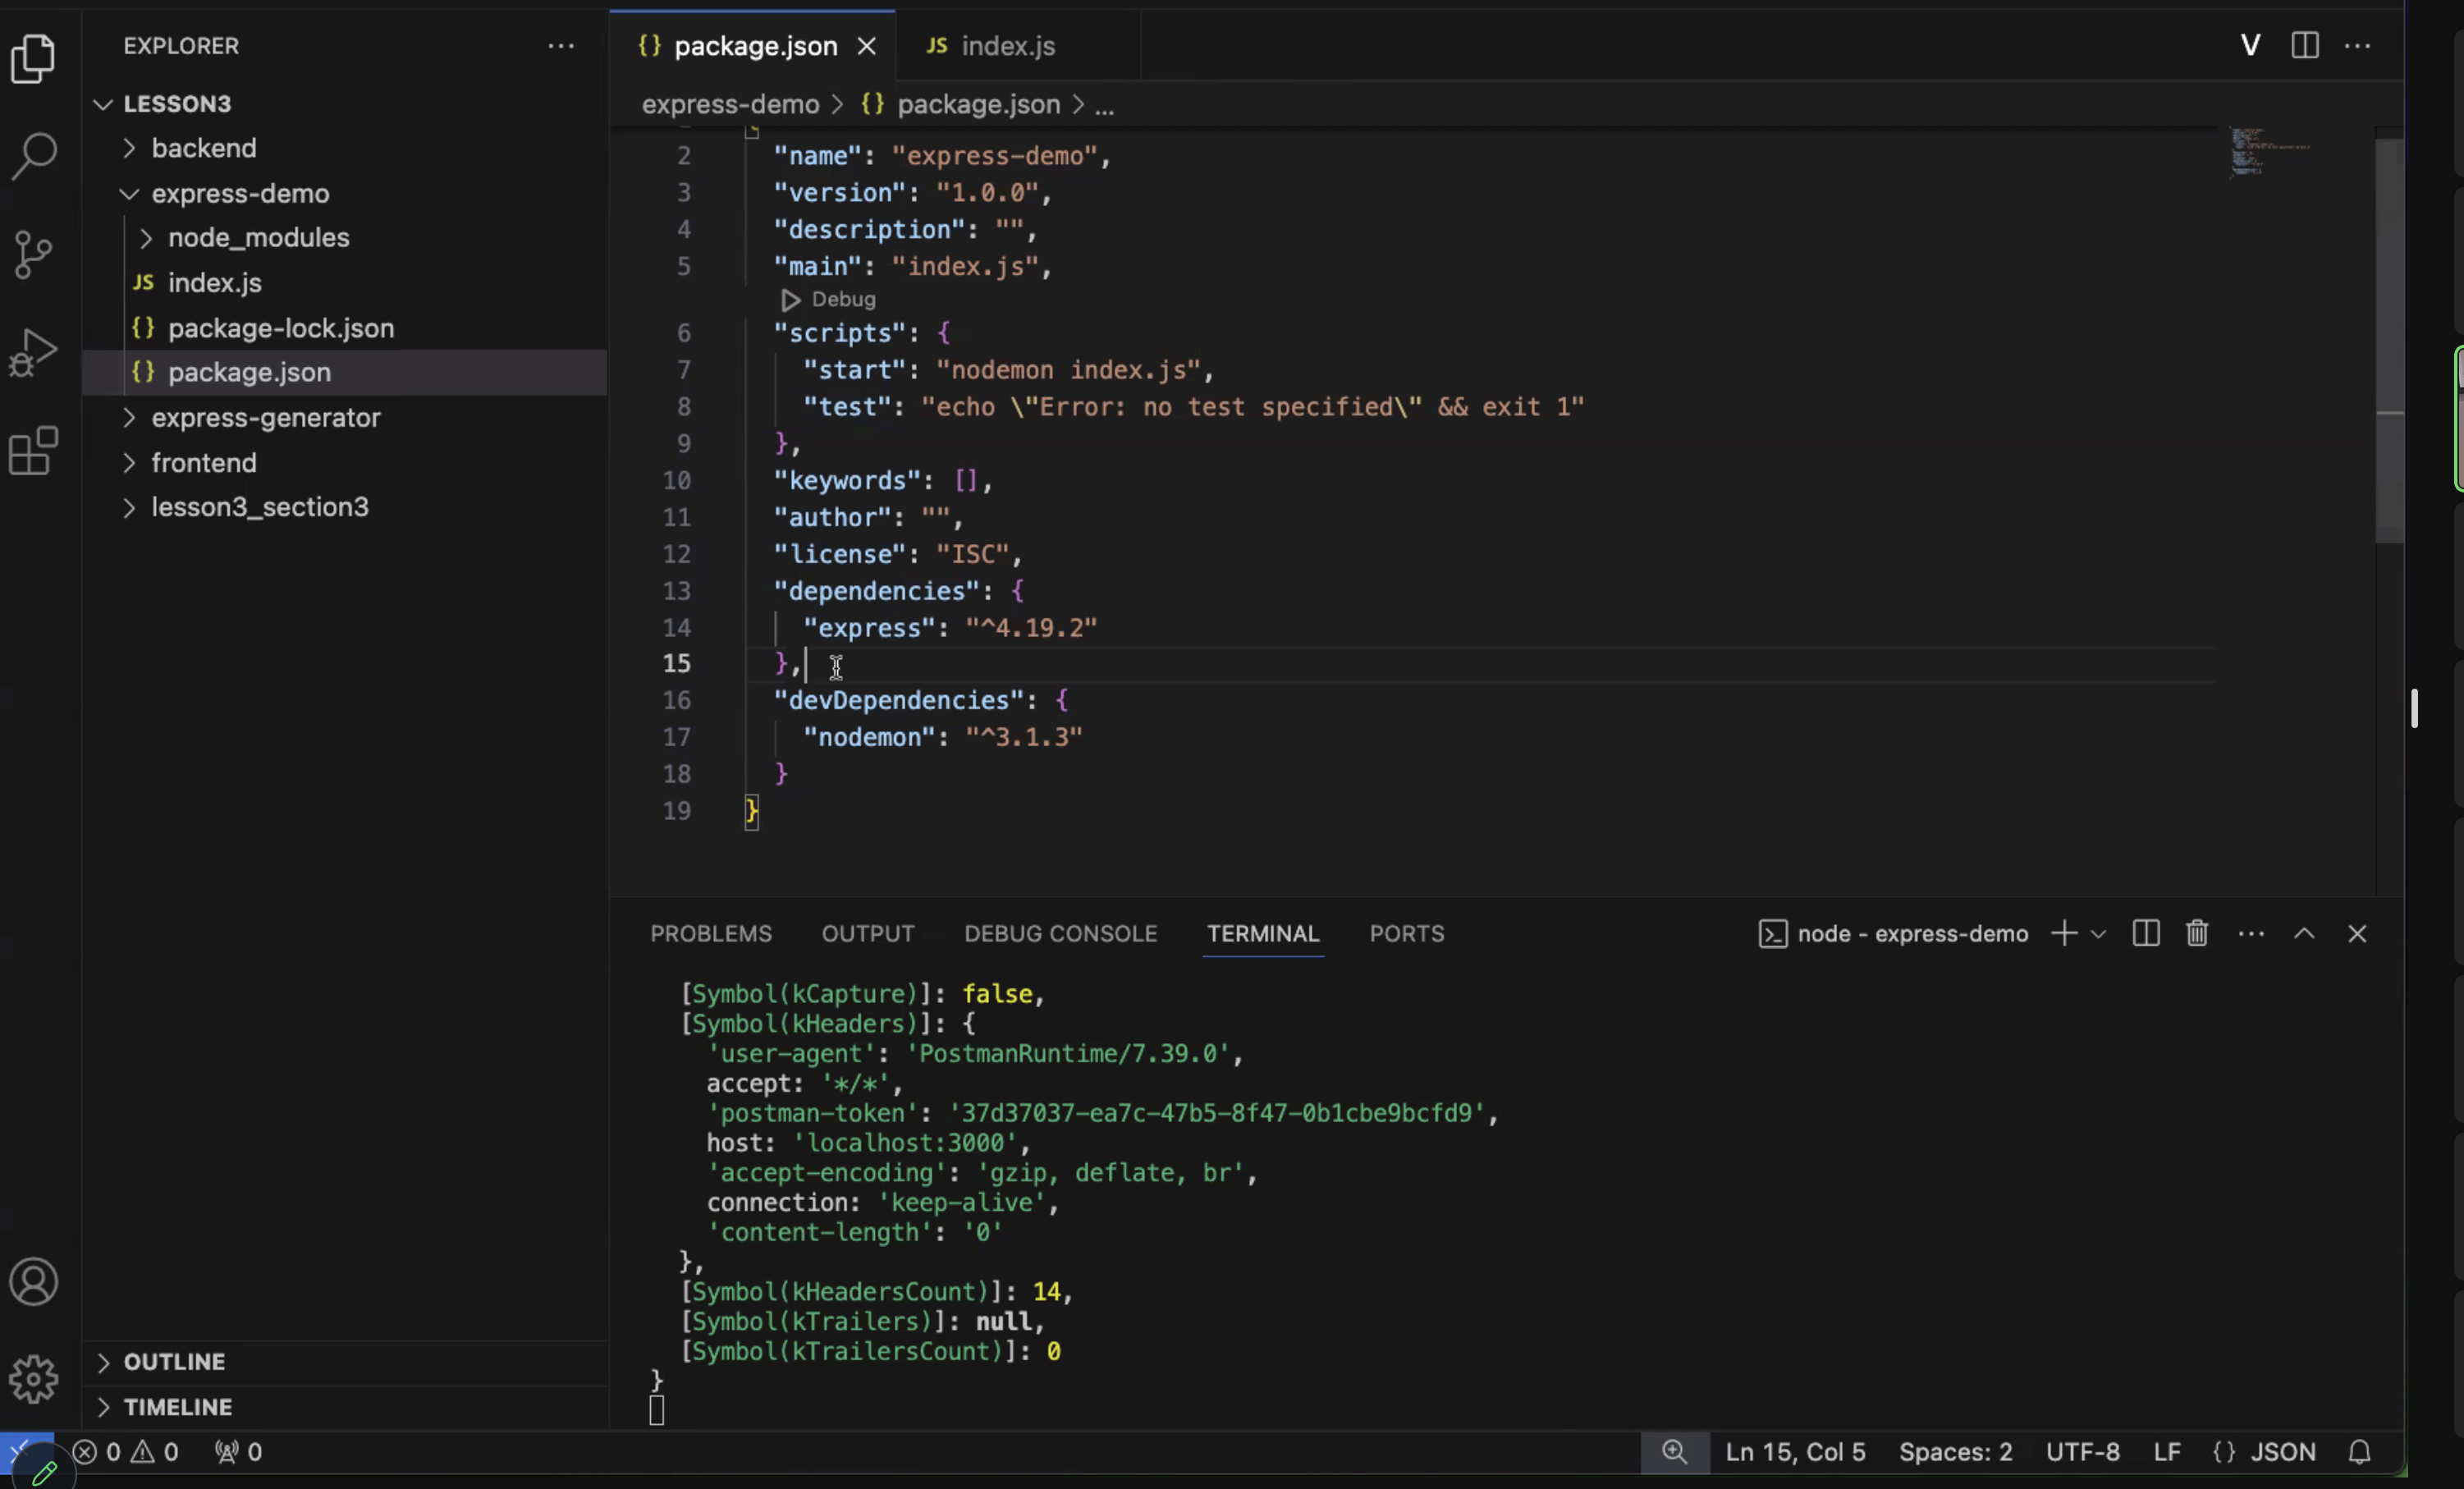 EXPLORER
LESSON3
backend
express-demo
node_modules
JS index.js
{} package-lock.json
{} package.json
express-generator
frontend
lesson3_section3
OUTLINE
TIMELINE
{} package.json
JS index.js
V
express-demo > {} package.json > ...
2 "name": "express-demo",
3 "version": "1.0.0",
4 "description": "",
5 "main": "index.js",
Debug
6 "scripts": {
7 "start": "nodemon index.js",
8 "test": "echo \"Error: no test specified\" && exit 1"
9 },
10 "keywords": [],
11 "author": "",
12 "license": "ISC",
13 "dependencies": {
14 "express": "^4.19.2"
15 },
16 "devDependencies": {
17 "nodemon": "^3.1.3"
18 }
19 }
PROBLEMS OUTPUT DEBUG CONSOLE TERMINAL PORTS
node - express-demo
[Symbol(kCapture)]: false,
[Symbol(kHeaders)]: {
'user-agent': 'PostmanRuntime/7.39.0',
accept: '*/*',
'postman-token': '37d37037-ea7c-47b5-8f47-0b1cbe9bcfd9',
host: 'localhost:3000',
'accept-encoding': 'gzip, deflate, br',
connection: 'keep-alive',
'content-length': '0'
},
[Symbol(kHeadersCount)]: 14,
[Symbol(kTrailers)]: null,
[Symbol(kTrailersCount)]: 0
}
0 0 0
Ln 15, Col 5 Spaces: 2 UTF-8 LF {} JSON